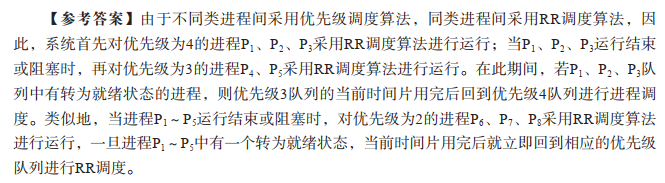 【参考答案】由于不同类进程间采用优先级调度算法，同类进程间采用RR调度算法，因
此，系统首先对优先级为4的进程P₁、P₂、P₃采用RR调度算法进行运行；当P₁、P₂、P₃运行结束
或阻塞时，再对优先级为3的进程P₄、P₅采用RR调度算法进行运行。在此期间，若P₁、P₂、P₃队
列中有转为就绪状态的进程，则优先级3队列的当前时间片用完后回到优先级4队列进行进程调
度。类似地，当进程P₁～P₅运行结束或阻塞时，对优先级为2的进程P₆、P₇、P₈采用RR调度算法
进行运行，一旦进程P₁～P₅中有一个转为就绪状态，当前时间片用完后就立即回到相应的优先级
队列进行RR调度。